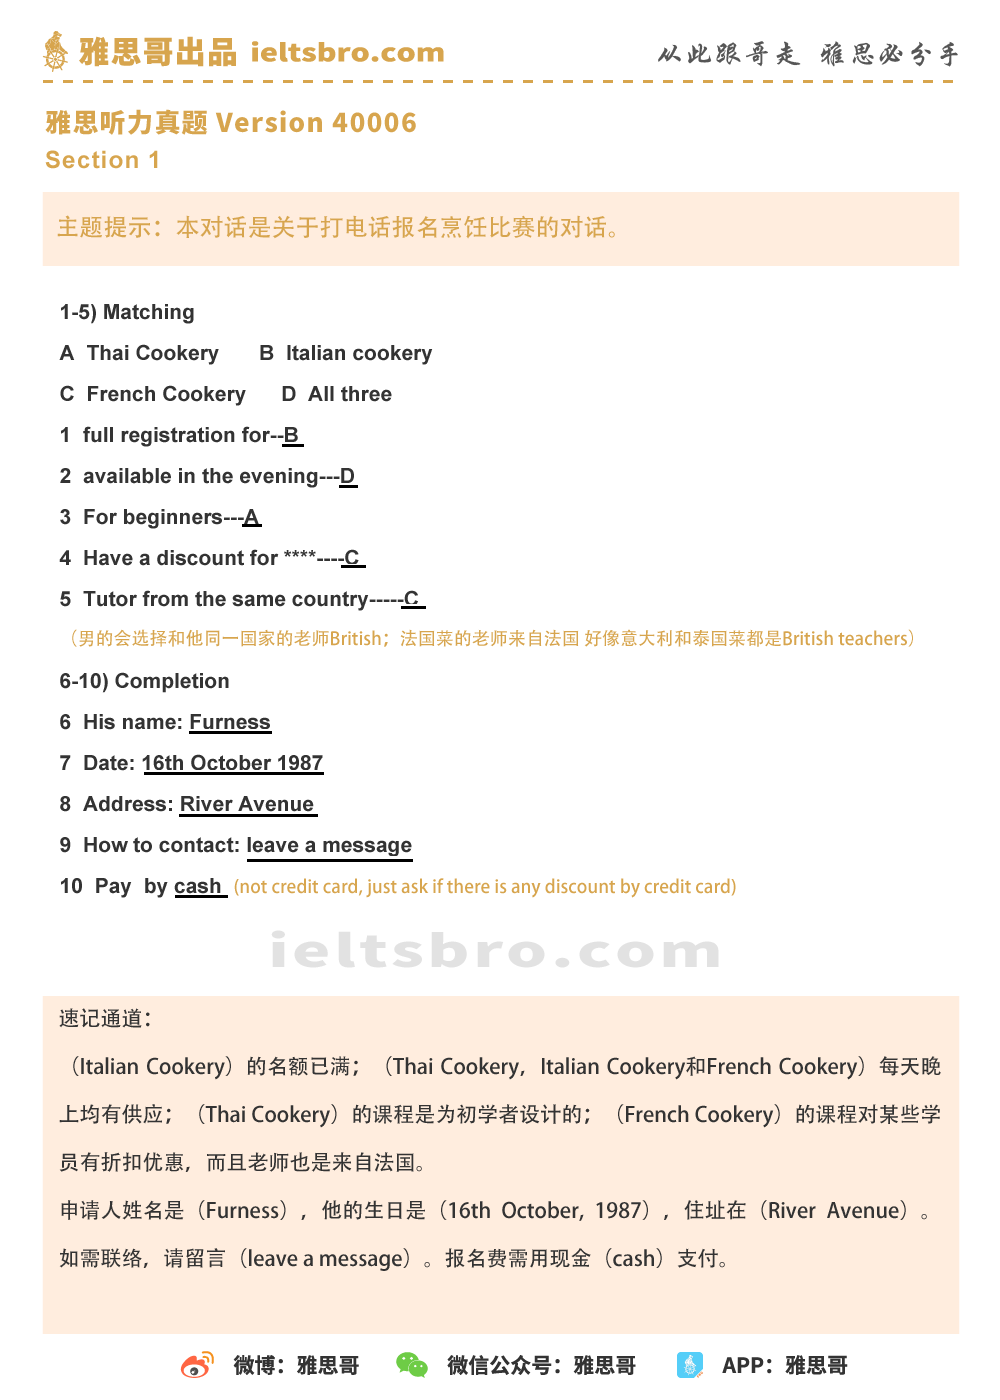 雅思哥出品 ieltsbro.com
从此跟哥走 雅思必分手
雅思听力真题 Version 40006
Section 1
主题提示：本对话是关于打电话报名烹饪比赛的对话。
1-5) Matching
A Thai Cookery B Italian cookery
C French Cookery D All three
1 full registration for--B
2 available in the evening---D
3 For beginners---A
4 Have a discount for ****----C
5 Tutor from the same country-----C
（男的会选择和他同一国家的老师British；法国菜的老师来自法国 好像意大利和泰国菜都是British teachers）
6-10) Completion
6 His name: Furness
7 Date: 16th October 1987
8 Address: River Avenue
9 How to contact: leave a message
10 Pay by cash (not credit card, just ask if there is any discount by credit card)
ieltsbro.com
速记通道：
（Italian Cookery）的名额已满；（Thai Cookery，Italian Cookery和French Cookery）每天晚
上均有供应；（Thai Cookery）的课程是为初学者设计的；（French Cookery）的课程对某些学
员有折扣优惠，而且老师也是来自法国。
申请人姓名是（Furness），他的生日是（16th October, 1987），住址在（River Avenue）。
如需联络，请留言（leave a message）。报名费需用现金（cash）支付。
微博：雅思哥 微信公众号：雅思哥 APP：雅思哥